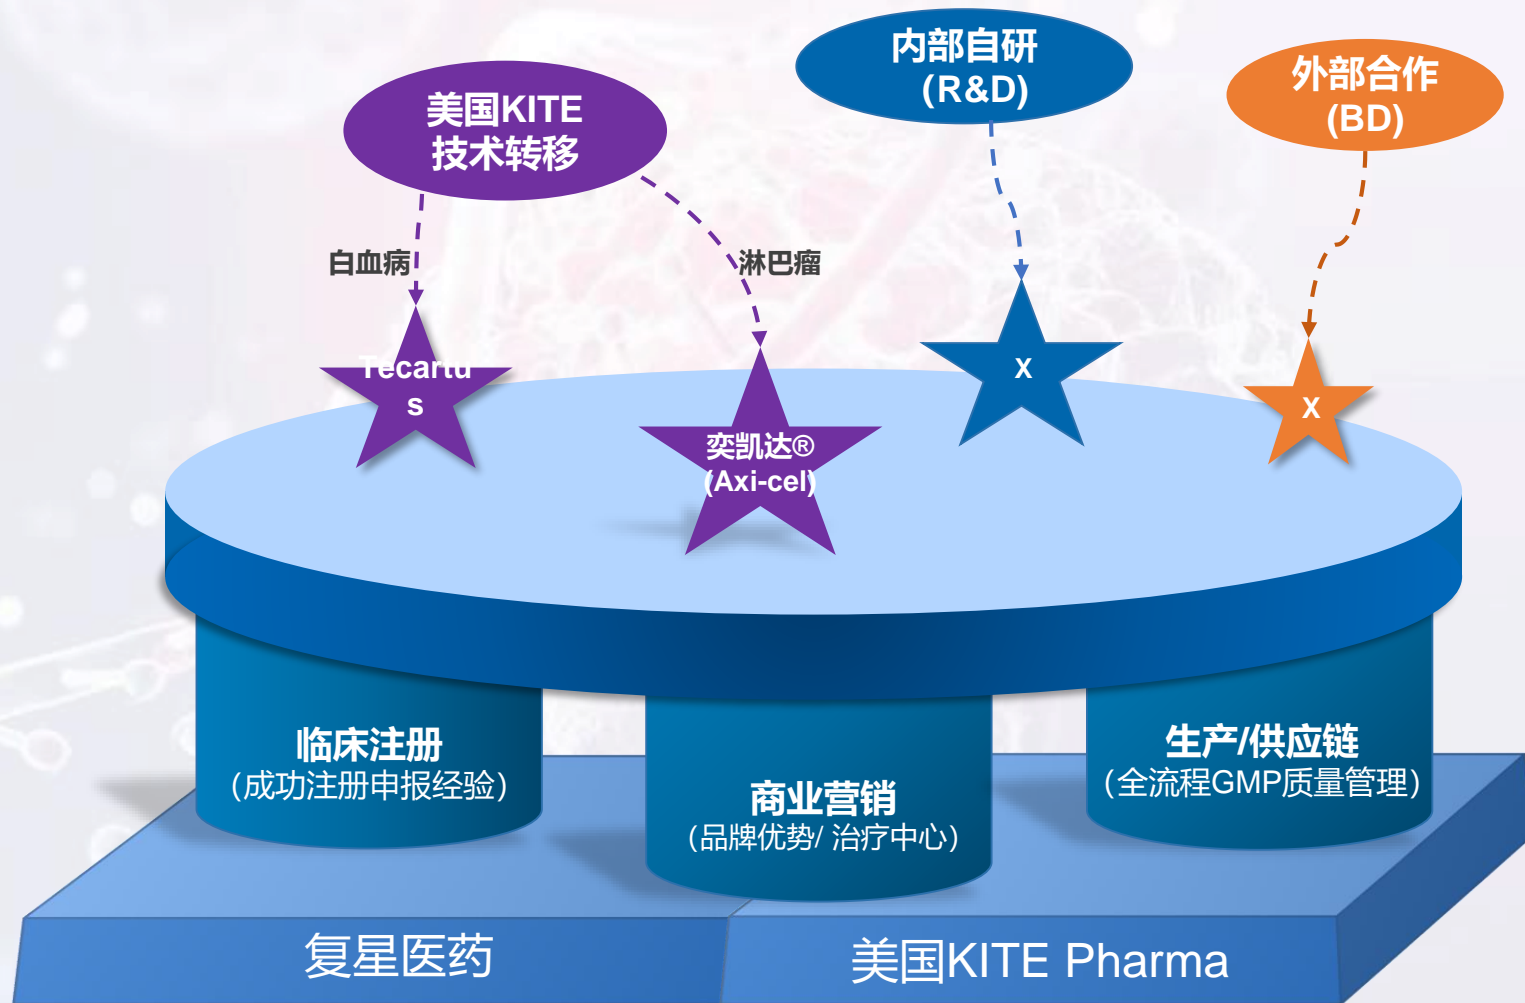 美国KITE
技术转移
内部自研
(R&D)
外部合作
(BD)
白血病
淋巴瘤
Tecartu
s
奕凯达®
(Axi-cel)
X
X
临床注册
（成功注册申报经验）
商业营销
（品牌优势/ 治疗中心）
生产/供应链
（全流程GMP质量管理）
复星医药
美国KITE Pharma